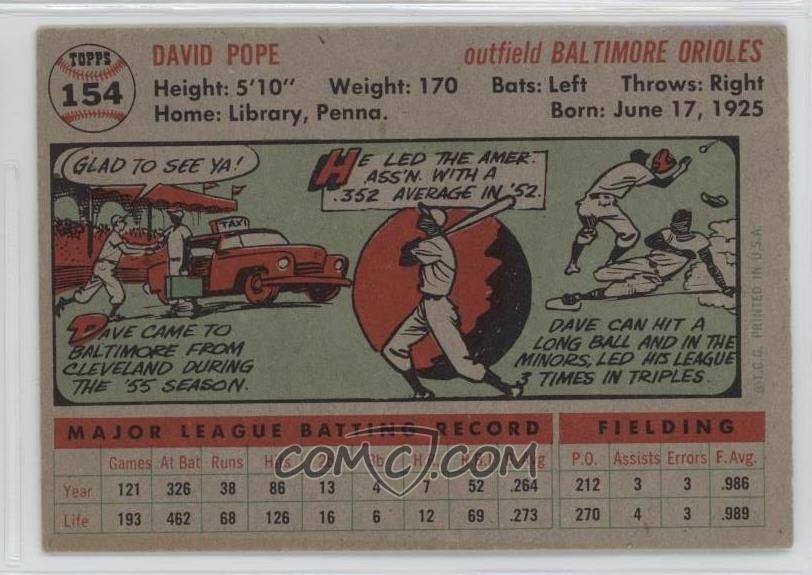 TOPPS
154
DAVID POPE
outfield BALTIMORE ORIOLES
Height: 5'10" Weight: 170 Bats: Left Throws: Right
Home: Library, Penna. Born: June 17, 1925
GLAD TO SEE YA!
TAXI
DAVE CAME TO
BALTIMORE FROM
CLEVELAND DURING
THE '55 SEASON.
HE LED THE AMER.
ASS'N. WITH A
.352 AVERAGE IN '52.
DAVE CAN HIT A
LONG BALL AND IN THE
MINORS, LED HIS LEAGUE
3 TIMES IN TRIPLES.
©T.C.G. PRINTED IN U.S.A.
MAJOR LEAGUE BATTING RECORD
Games At Bat Runs Hits 2B 3b H.R. R.B.I. Avg
Year 121 326 38 86 13 4 7 52 .264
Life 193 462 68 126 16 6 12 69 .273
FIELDING
P.O. Assists Errors F. Avg.
212 3 3 .986
270 4 3 .989
COMC.COM